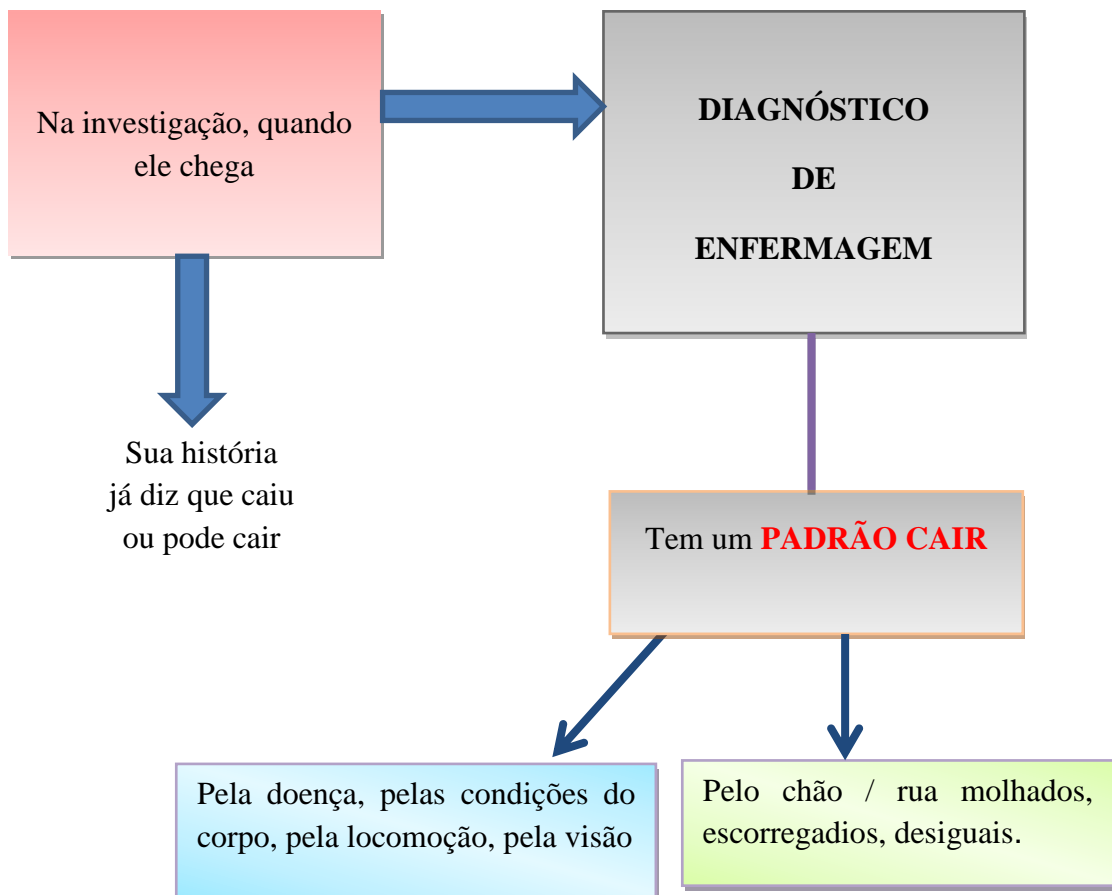 Na investigação, quando
ele chega
DIAGNÓSTICO
DE
ENFERMAGEM
Sua história
já diz que caiu
ou pode cair
Tem um PADRÃO CAIR
Pela doença, pelas condições do
corpo, pela locomoção, pela visão
Pelo chão / rua molhados,
escorregadios, desiguais.